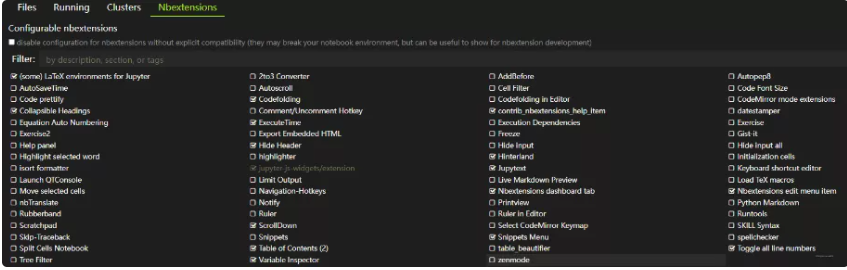 Files Running Clusters Nbextensions
Configurable nbextensions
disable configuration for nbextensions without explicit compatibility (they may break your notebook environment, but can be useful to show for nbextension development)
Filter: by description, section, or tags
(some) LaTeX environments for Jupyter 2to3 Converter AddBefore Autopep8
AutoSaveTime Autoscroll Cell Filter Code Font Size
Code prettify Codefolding Codefolding in Editor CodeMirror mode extensions
Collapsible Headings Comment/Uncomment Hotkey contrib_nbextensions_help_item datestamper
Equation Auto Numbering ExecuteTime Execution Dependencies Exercise
Exercise2 Export Embedded HTML Freeze Gist-it
Help panel Hide Header Hide input Hide input all
Highlight selected word highlighter Hinterland Initialization cells
isort formatter jupyter-js-widgets/extension Jupytext Keyboard shortcut editor
Launch QTConsole Limit Output Live Markdown Preview Load TeX macros
Move selected cells Navigation-Hotkeys Nbextensions dashboard tab Nbextensions edit menu item
nbTranslate Notify Printview Python Markdown
Rubberband Ruler Ruler in Editor Runtools
Scratchpad ScrollDown Select CodeMirror Keymap SKILL Syntax
Skip-Traceback Snippets Snippets Menu spellchecker
Split Cells Notebook Table of Contents (2) table_beautifier Toggle all line numbers
Tree Filter Variable Inspector zenmode